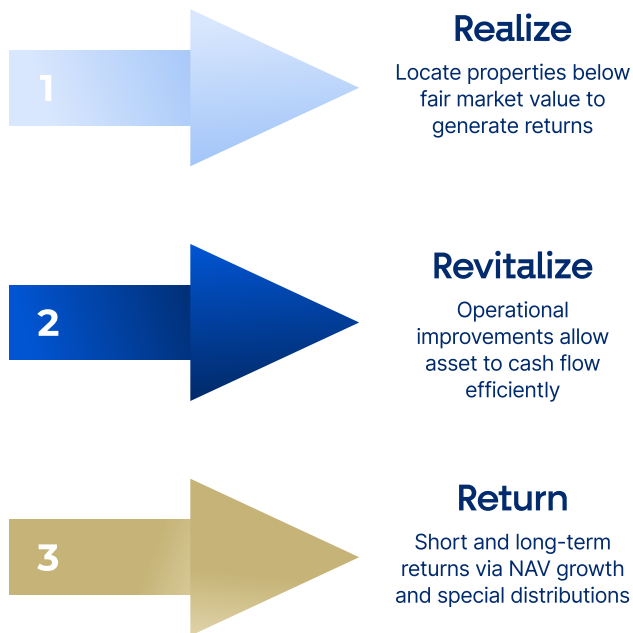 1
Realize
Locate properties below
fair market value to
generate returns
2
Revitalize
Operational
improvements allow
asset to cash flow
efficiently
3
Return
Short and long-term
returns via NAV growth
and special distributions